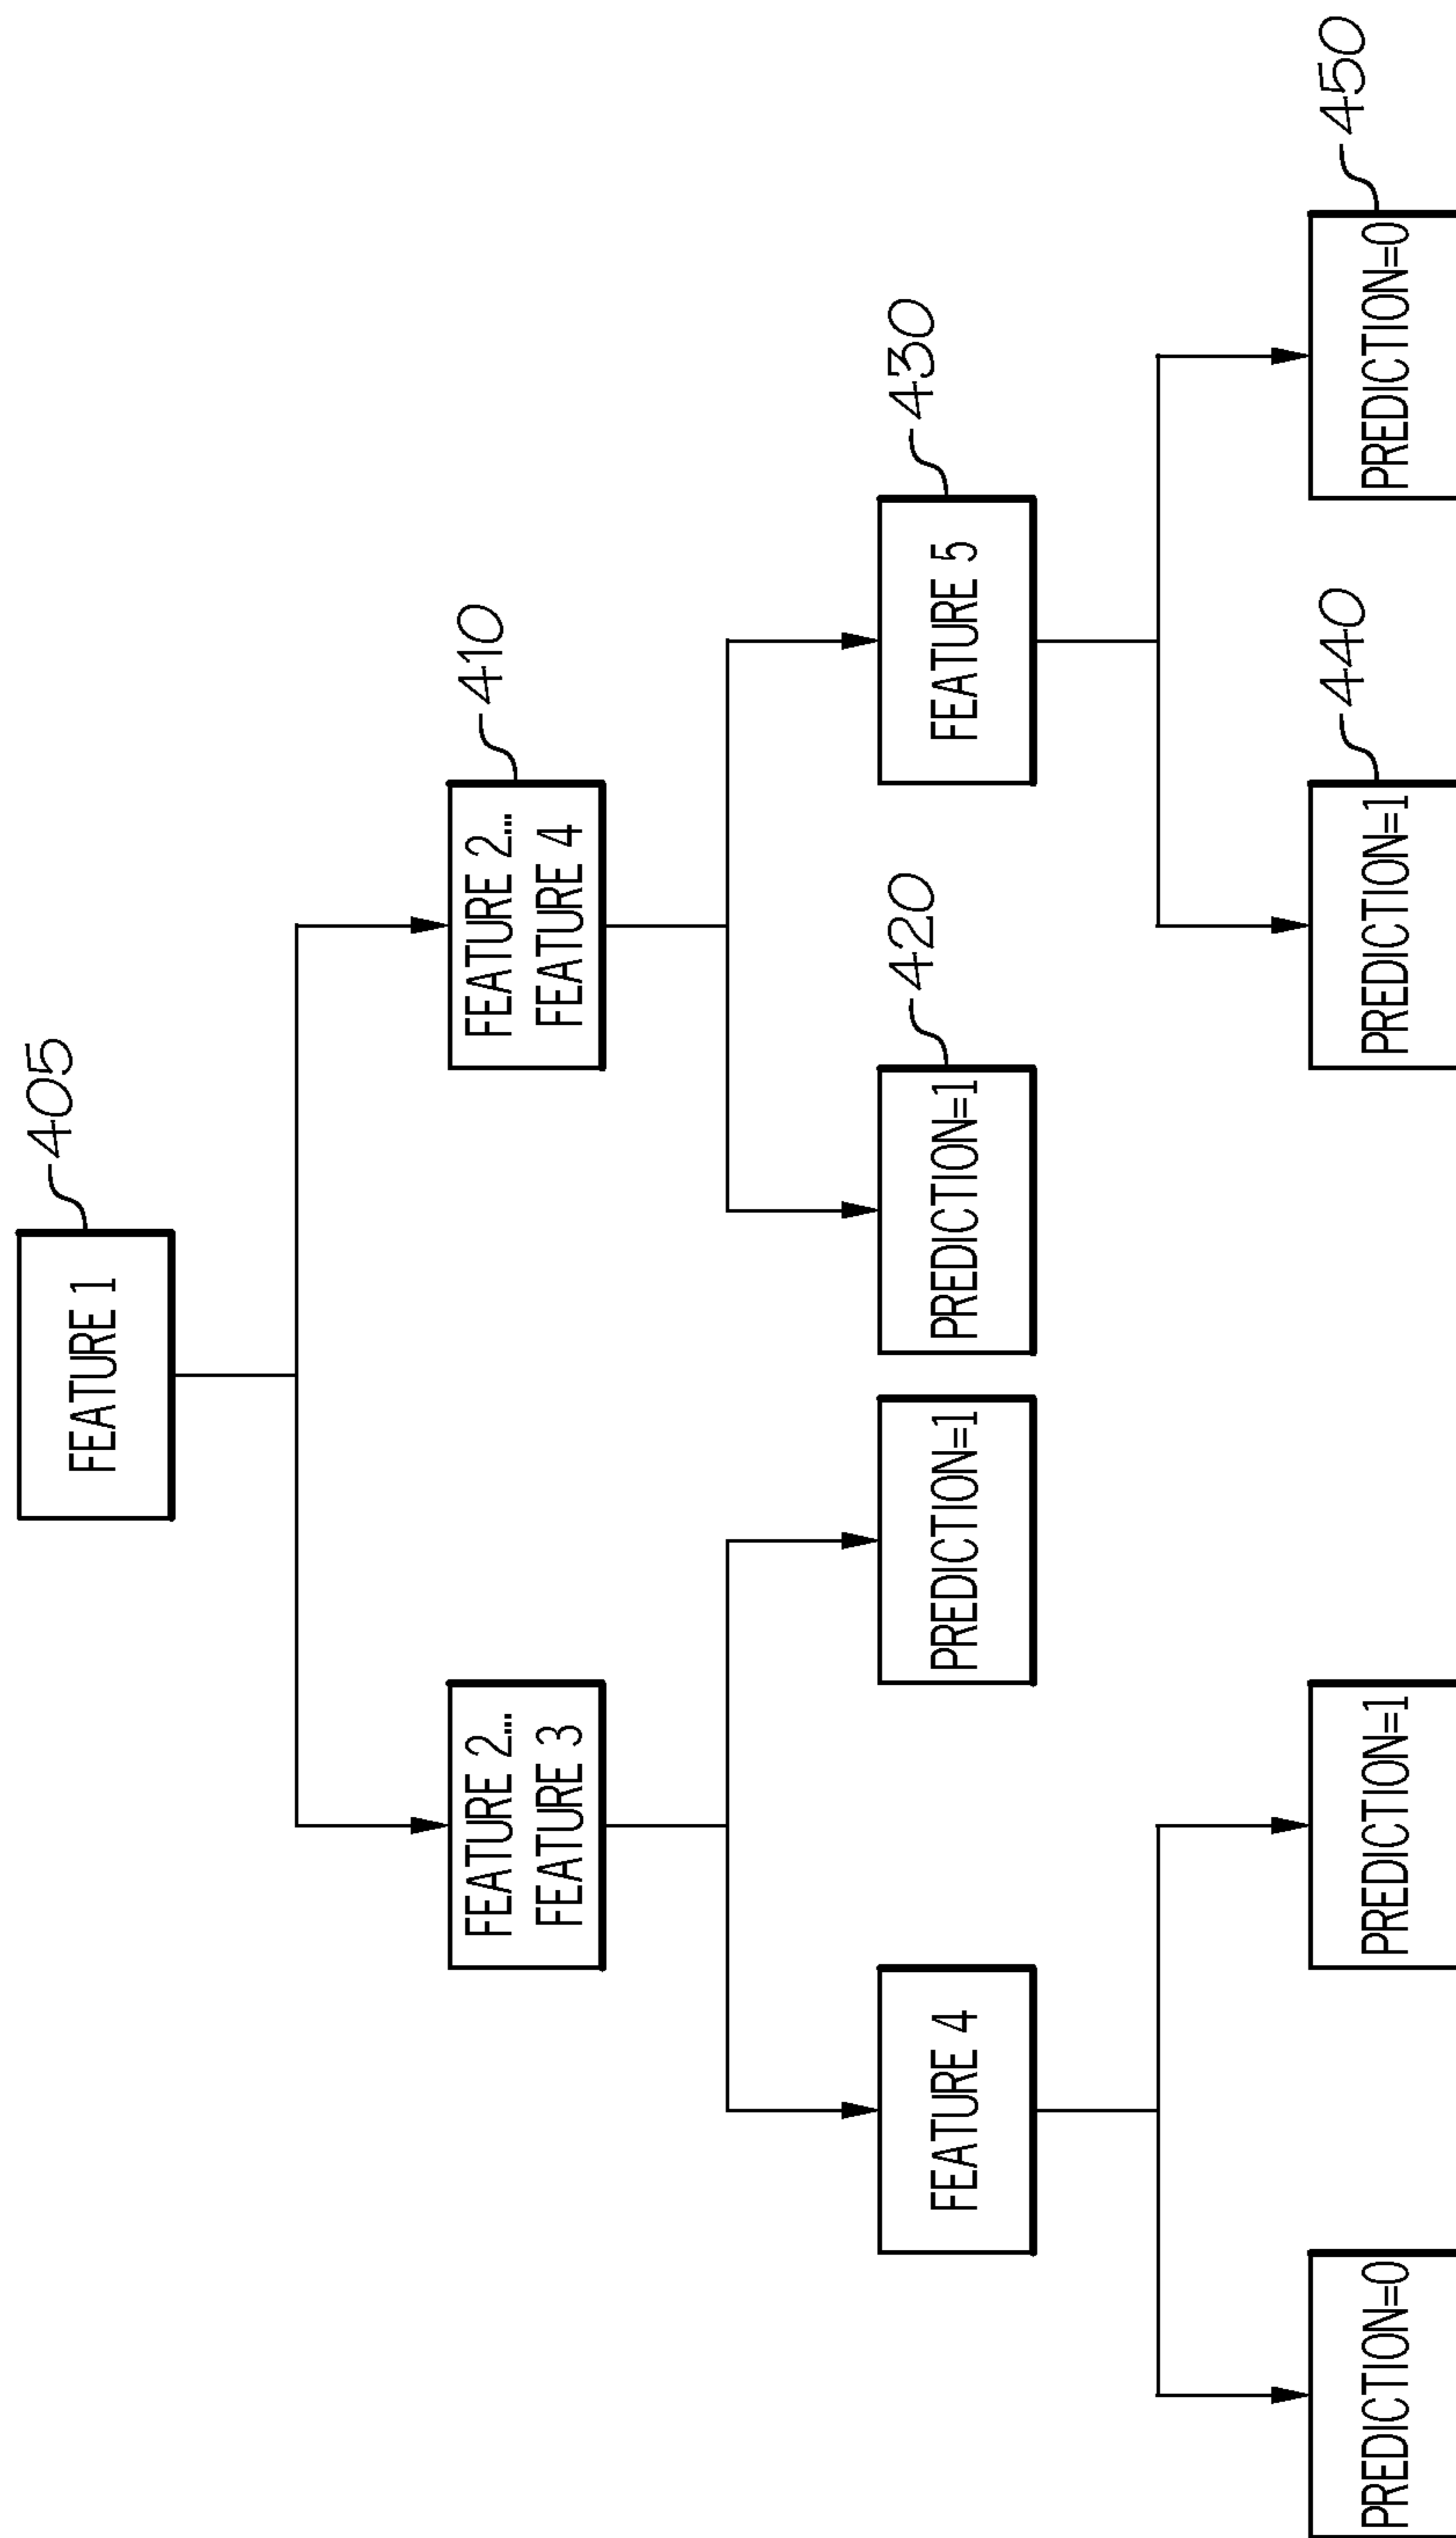 FEATURE 1
405
FEATURE 2...
FEATURE 3
FEATURE 2...
FEATURE 4
410
FEATURE 4
PREDICTION=1
PREDICTION=1
420
FEATURE 5
430
PREDICTION=0
PREDICTION=1
PREDICTION=1
440
PREDICTION=0
450